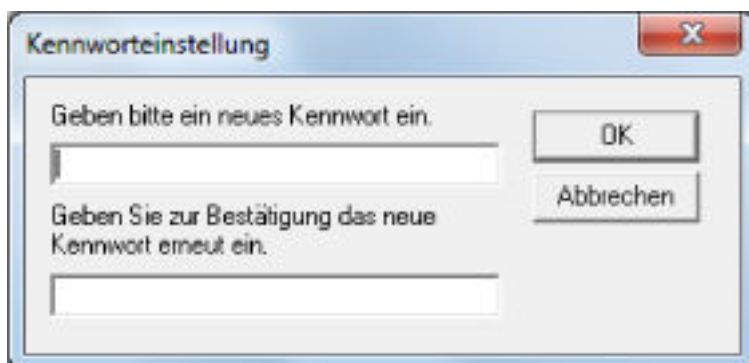 Kennworteinstellung
Geben bitte ein neues Kennwort ein.
OK
Abbrechen
Geben Sie zur Bestätigung das neue
Kennwort erneut ein.